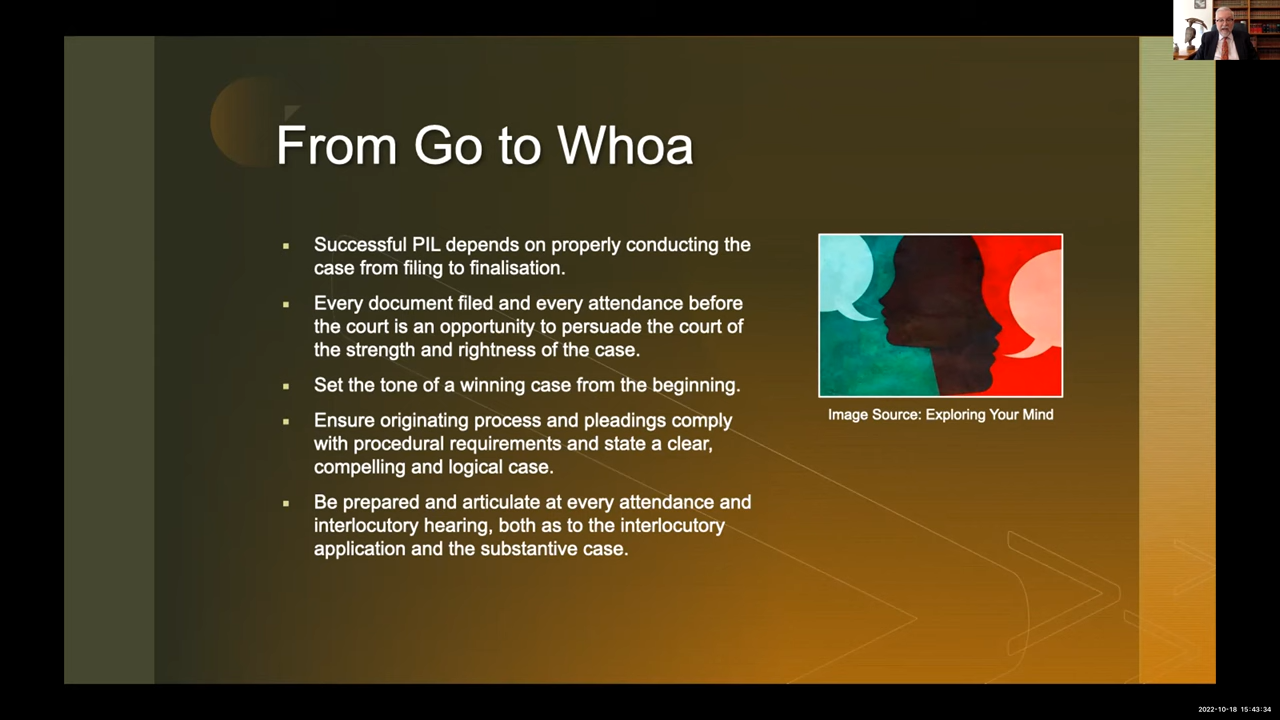 From Go to Whoa
Successful PIL depends on properly conducting the
case from filing to finalisation.
Every document filed and every attendance before
the court is an opportunity to persuade the court of
the strength and rightness of the case.
Set the tone of a winning case from the beginning.
Ensure originating process and pleadings comply
with procedural requirements and state a clear,
compelling and logical case.
Be prepared and articulate at every attendance and
interlocutory hearing, both as to the interlocutory
application and the substantive case.
Image Source: Exploring Your Mind
2022-10-18 15:43:34